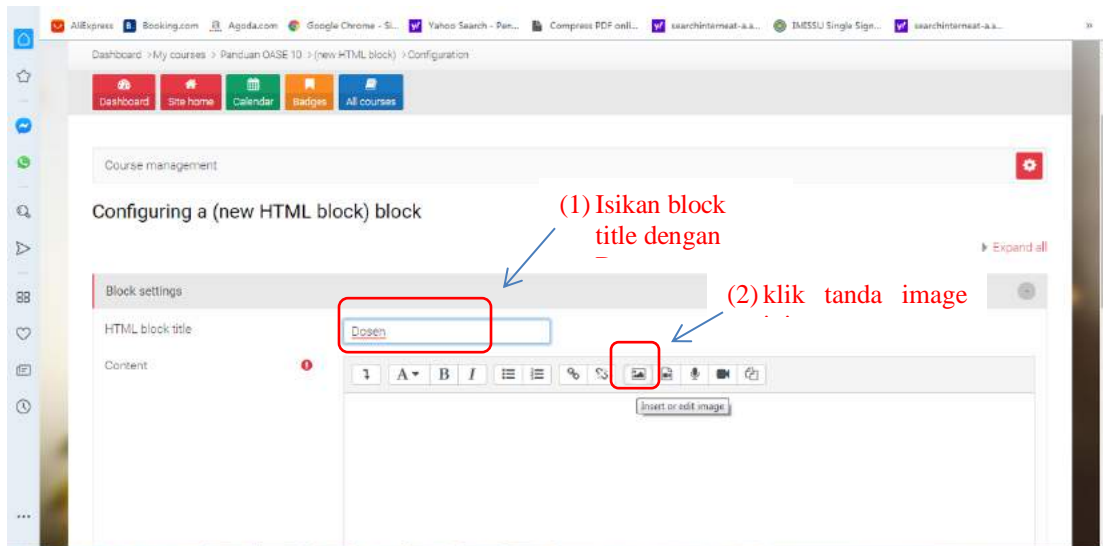 AliExpress Booking.com Agoda.com Google Chrome - Si... Yahoo Search - Pen... Compress PDF onli... searchinterneat-a.a... IMISSU Single Sign... searchinterneat-a.a... »
Dashboard > My courses > Panduan OASE 10 > (new HTML block) > Configuration
Dashboard Site home Calendar Badges All courses
Course management
Configuring a (new HTML block) block
(1) Isikan block
title dengan
Expand all
Block settings
(2) klik tanda image
HTML block title
Dosen
Content
A B I
Insert or edit image